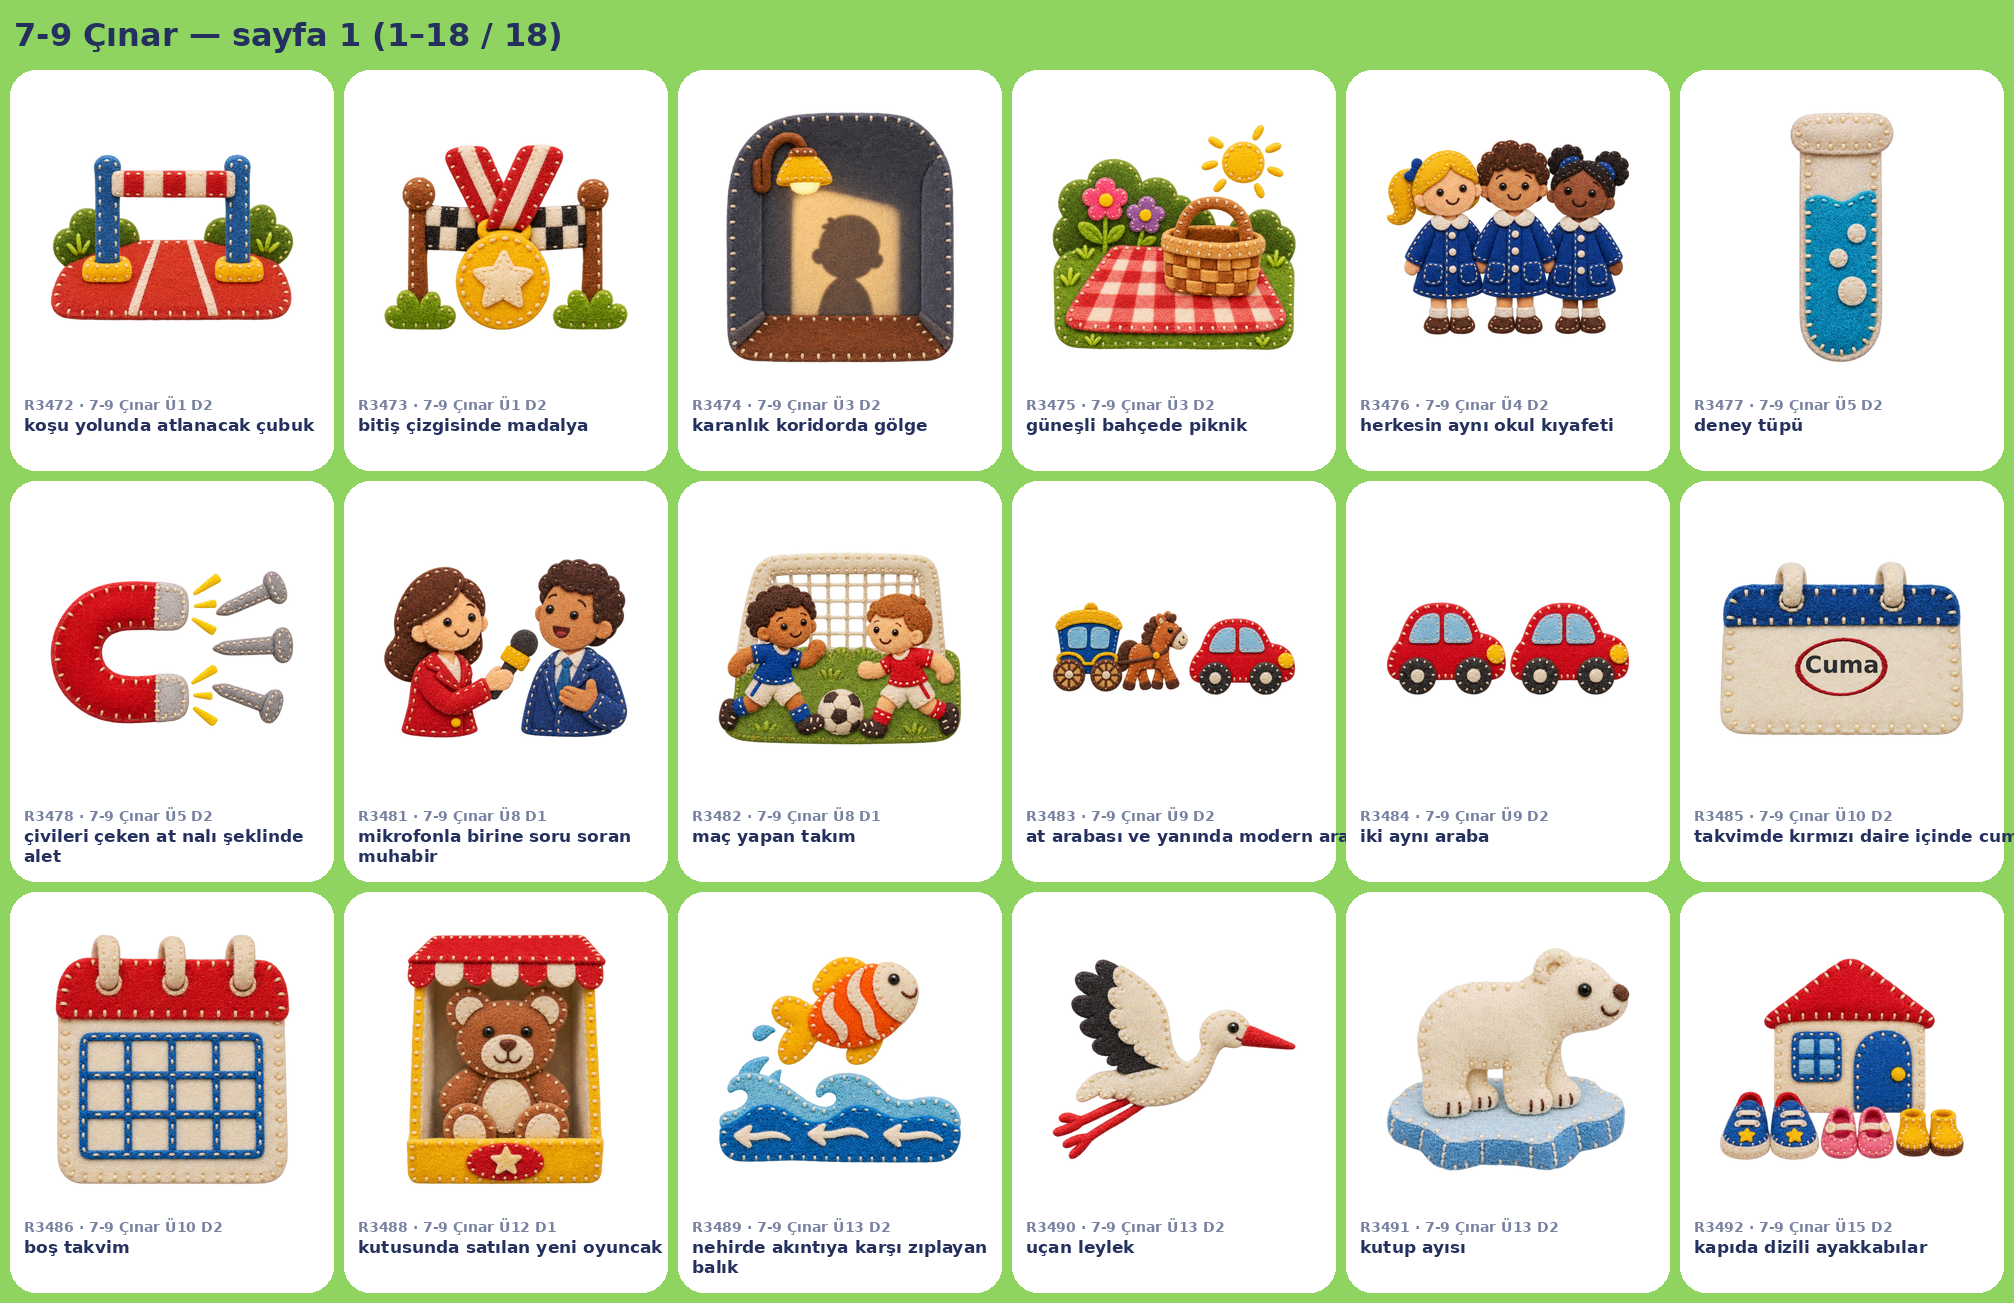 7-9 Çınar — sayfa 1 (1–18 / 18)
R3472 · 7-9 Çınar Ü1 D2
koşu yolunda atlanacak çubuk
R3473 · 7-9 Çınar Ü1 D2
bitiş çizgisinde madalya
R3474 · 7-9 Çınar Ü3 D2
karanlık koridorda gölge
R3475 · 7-9 Çınar Ü3 D2
güneşli bahçede piknik
R3476 · 7-9 Çınar Ü4 D2
herkesin aynı okul kıyafeti
R3477 · 7-9 Çınar Ü5 D2
deney tüpü
Cuma
R3478 · 7-9 Çınar Ü5 D2
çivileri çeken at nalı şeklinde
alet
R3481 · 7-9 Çınar Ü8 D1
mikrofonla birine soru soran
muhabir
R3482 · 7-9 Çınar Ü8 D1
maç yapan takım
R3483 · 7-9 Çınar Ü9 D2
at arabası ve yanında modern ara
R3484 · 7-9 Çınar Ü9 D2
iki aynı araba
R3485 · 7-9 Çınar Ü10 D2
takvimde kırmızı daire içinde cum
R3486 · 7-9 Çınar Ü10 D2
boş takvim
R3488 · 7-9 Çınar Ü12 D1
kutusunda satılan yeni oyuncak
R3489 · 7-9 Çınar Ü13 D2
nehirde akıntıya karşı zıplayan
balık
R3490 · 7-9 Çınar Ü13 D2
uçan leylek
R3491 · 7-9 Çınar Ü13 D2
kutup ayısı
R3492 · 7-9 Çınar Ü15 D2
kapıda dizili ayakkabılar